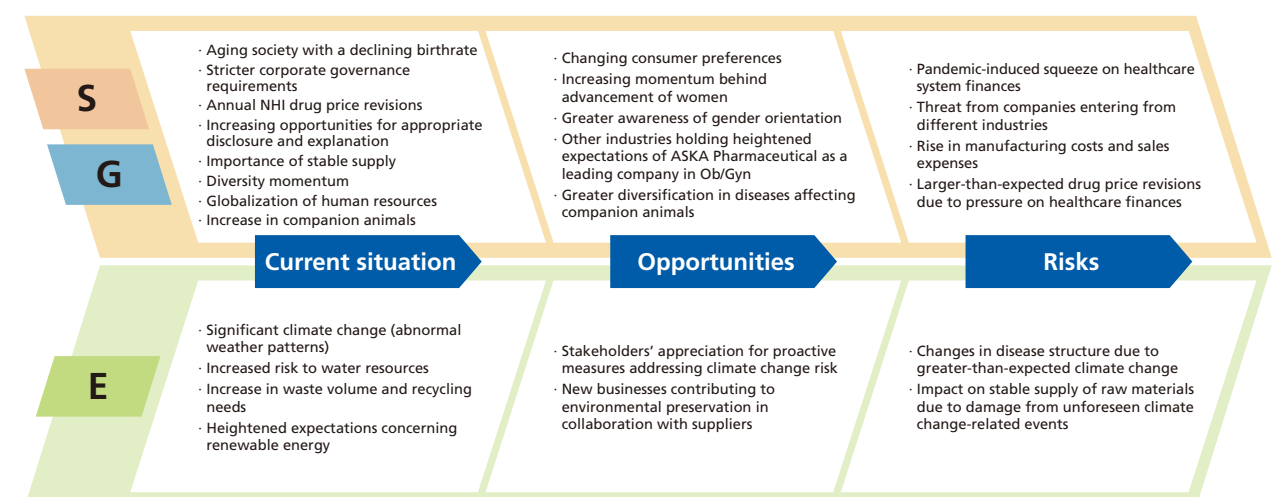 S
G
· Aging society with a declining birthrate
· Stricter corporate governance
requirements
· Annual NHI drug price revisions
· Increasing opportunities for appropriate
disclosure and explanation
· Importance of stable supply
· Diversity momentum
· Globalization of human resources
· Increase in companion animals
· Changing consumer preferences
· Increasing momentum behind
advancement of women
· Greater awareness of gender orientation
· Other industries holding heightened
expectations of ASKA Pharmaceutical as a
leading company in Ob/Gyn
· Greater diversification in diseases affecting
companion animals
· Pandemic-induced squeeze on healthcare
system finances
· Threat from companies entering from
different industries
· Rise in manufacturing costs and sales
expenses
· Larger-than-expected drug price revisions
due to pressure on healthcare finances
Current situation
Opportunities
Risks
E
· Significant climate change (abnormal
weather patterns)
· Increased risk to water resources
· Increase in waste volume and recycling
needs
· Heightened expectations concerning
renewable energy
· Stakeholders’ appreciation for proactive
measures addressing climate change risk
· New businesses contributing to
environmental preservation in
collaboration with suppliers
· Changes in disease structure due to
greater-than-expected climate change
· Impact on stable supply of raw materials
due to damage from unforeseen climate
change-related events